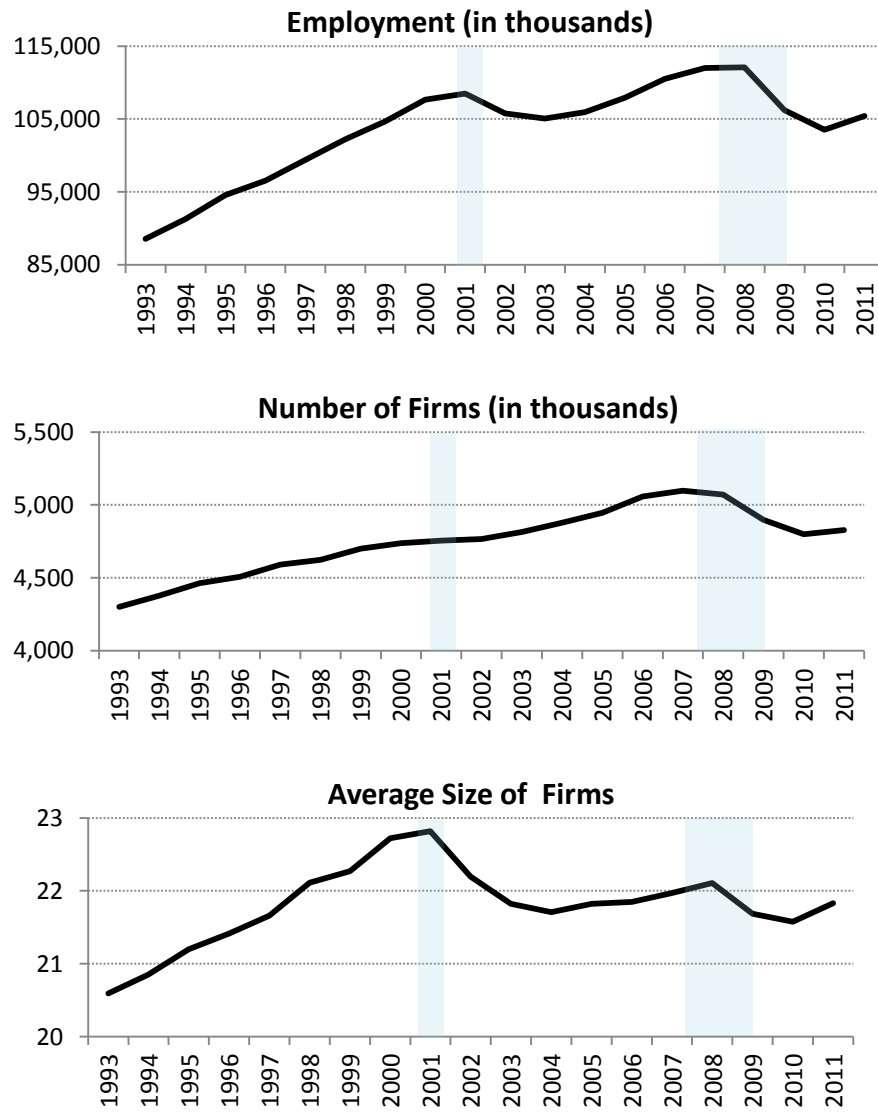 Employment (in thousands)
115,000
105,000
95,000
85,000
1993 1994 1995 1996 1997 1998 1999 2000 2001 2002 2003 2004 2005 2006 2007 2008 2009 2010 2011
Number of Firms (in thousands)
5,500
5,000
4,500
4,000
1993 1994 1995 1996 1997 1998 1999 2000 2001 2002 2003 2004 2005 2006 2007 2008 2009 2010 2011
Average Size of Firms
23
22
21
20
1993 1994 1995 1996 1997 1998 1999 2000 2001 2002 2003 2004 2005 2006 2007 2008 2009 2010 2011